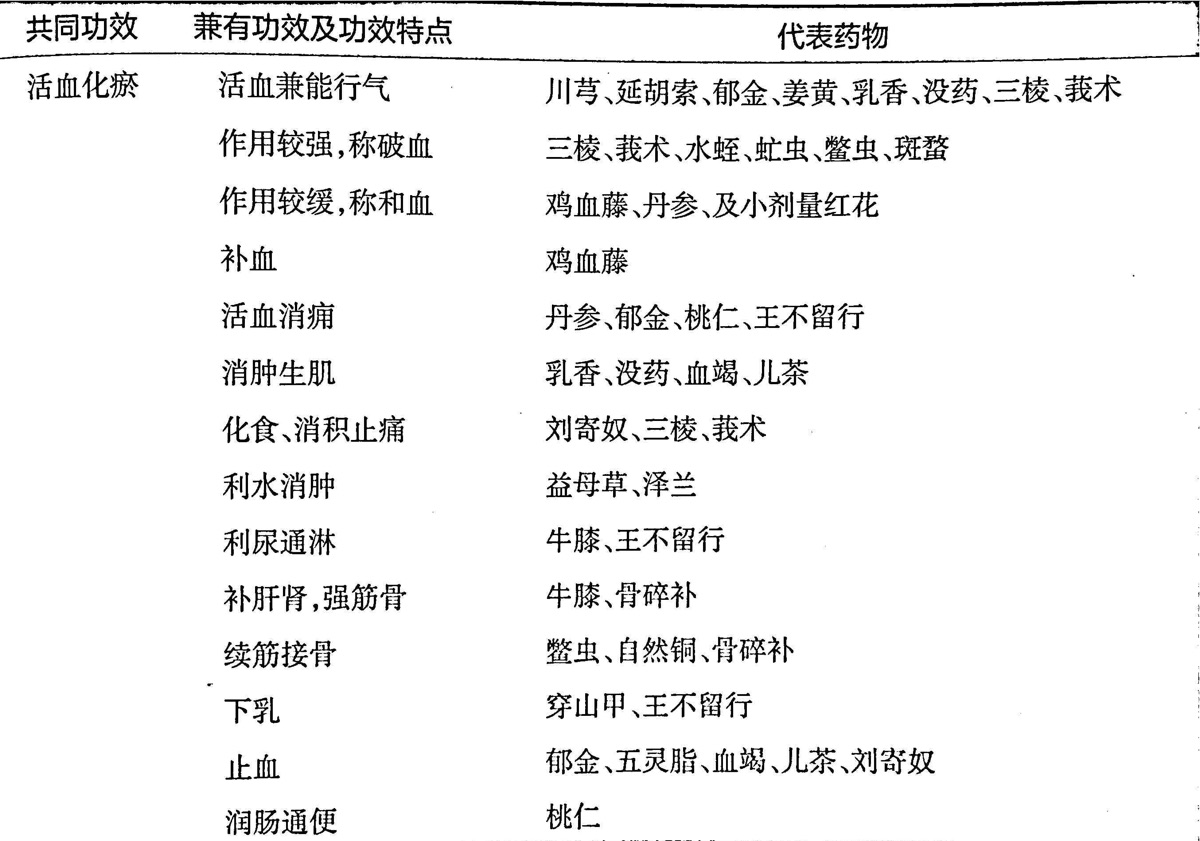 共同功效 兼有功效及功效特点 代表药物
活血化瘀 活血兼能行气 川芎、延胡索、郁金、姜黄、乳香、没药、三棱、莪术
作用较强,称破血 三棱、莪术、水蛭、虻虫、䗪虫、斑蝥
作用较缓,称和血 鸡血藤、丹参、及小剂量红花
补血 鸡血藤
活血消痈 丹参、郁金、桃仁、王不留行
消肿生肌 乳香、没药、血竭、儿茶
化食、消积止痛 刘寄奴、三棱、莪术
利水消肿 益母草、泽兰
利尿通淋 牛膝、王不留行
补肝肾,强筋骨 牛膝、骨碎补
续筋接骨 䗪虫、自然铜、骨碎补
下乳 穿山甲、王不留行
止血 郁金、五灵脂、血竭、儿茶、刘寄奴
润肠通便 桃仁